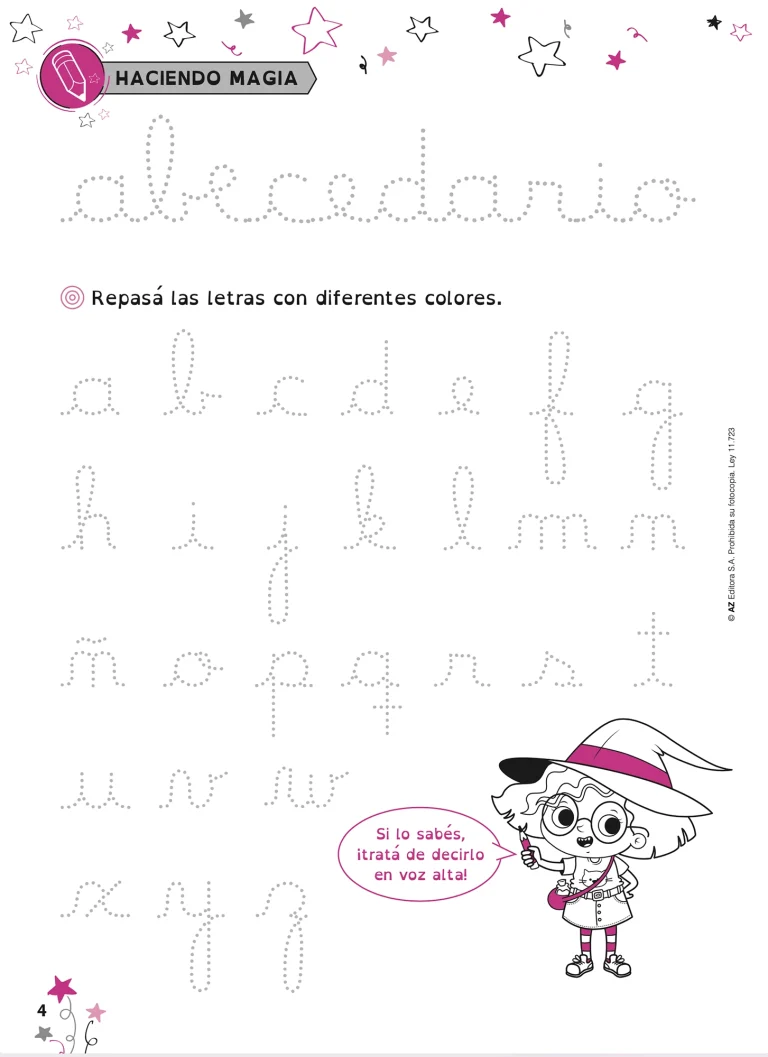 HACIENDO MAGIA
abecedario
Repasá las letras con diferentes colores.
a b c d e f g
h i j k l m n
ñ o p q r s t
u v w
Si lo sabés,
¡tratá de decirlo
en voz alta!
x y z
4
© AZ Editora S.A. Prohibida su fotocopia. Ley 11.723